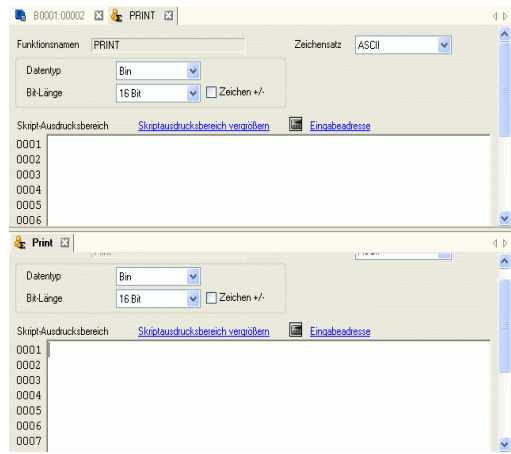 B0001:00002 PRINT
Funktionsnamen PRINT Zeichensatz ASCII
Datentyp Bin
Bit-Länge 16 Bit Zeichen +/-
Skript-Ausdrucksbereich Skriptausdrucksbereich vergrößern Eingabeadresse
0001
0002
0003
0004
0005
0006
Print
Datentyp Bin
Bit-Länge 16 Bit Zeichen +/-
Skript-Ausdrucksbereich Skriptausdrucksbereich vergrößern Eingabeadresse
0001
0002
0003
0004
0005
0006
0007